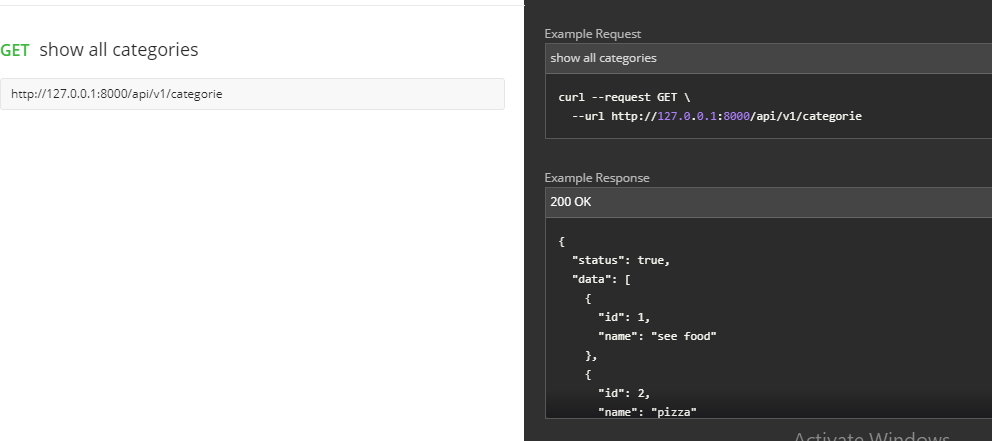 GET show all categories
http://127.0.0.1:8000/api/v1/categorie
Example Request
show all categories
curl --request GET \
  --url http://127.0.0.1:8000/api/v1/categorie
Example Response
200 OK
{
  "status": true,
  "data": [
    {
      "id": 1,
      "name": "see food"
    },
    {
      "id": 2,
      "name": "pizza"
Activate Windows